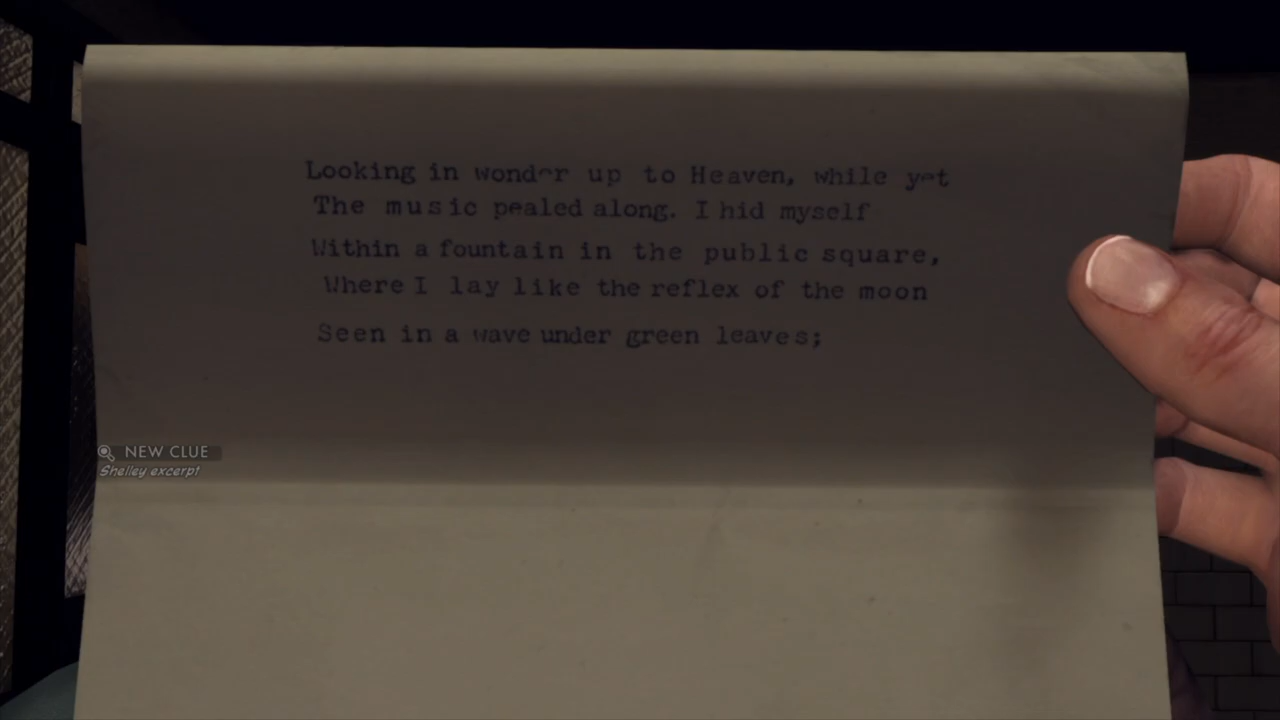 Looking in wonder up to Heaven, while yet
The music pealed along. I hid myself
Within a fountain in the public square,
Where I lay like the reflex of the moon
Seen in a wave under green leaves;
NEW CLUE
Shelley excerpt